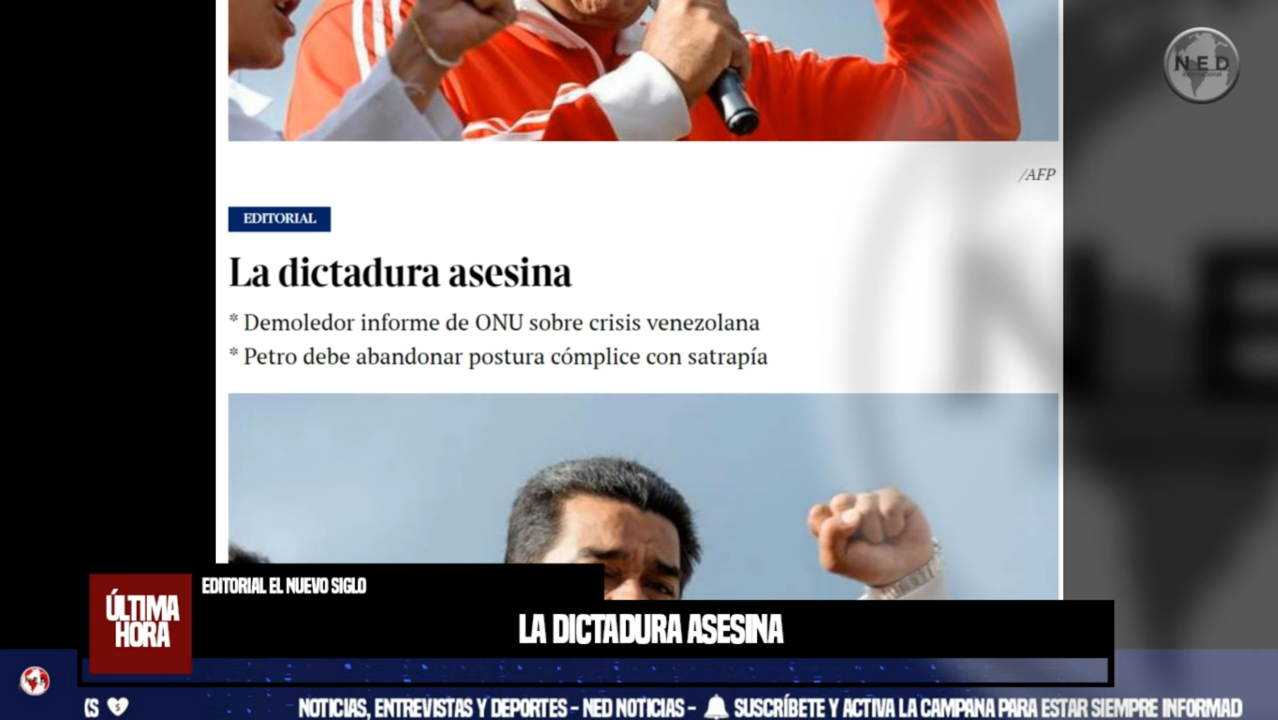 NED
International
/AFP
EDITORIAL
La dictadura asesina
* Demoledor informe de ONU sobre crisis venezolana
* Petro debe abandonar postura cómplice con satrapía
EDITORIAL EL NUEVO SIGLO
ÚLTIMA
HORA
LA DICTADURA ASESINA
CS
NOTICIAS, ENTREVISTAS Y DEPORTES - NED NOTICIAS - SUSCRÍBETE Y ACTIVA LA CAMPANA PARA ESTAR SIEMPRE INFORMAD